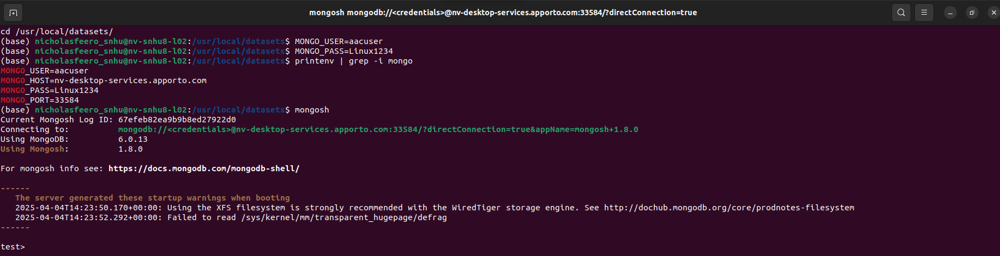 mongosh mongodb://<credentials>@nv-desktop-services.apporto.com:33584/?directConnection=true
cd /usr/local/datasets/
(base) nicholasfeero_snhu@nv-snhu8-l02:/usr/local/datasets$ MONGO_USER=aacuser
(base) nicholasfeero_snhu@nv-snhu8-l02:/usr/local/datasets$ MONGO_PASS=Linux1234
(base) nicholasfeero_snhu@nv-snhu8-l02:/usr/local/datasets$ printenv | grep -i mongo
MONGO_USER=aacuser
MONGO_HOST=nv-desktop-services.apporto.com
MONGO_PASS=Linux1234
MONGO_PORT=33584
(base) nicholasfeero_snhu@nv-snhu8-l02:/usr/local/datasets$ mongosh
Current Mongosh Log ID: 67efeb82ea9b9b8ed27922d0
Connecting to:          mongodb://<credentials>@nv-desktop-services.apporto.com:33584/?directConnection=true&appName=mongosh+1.8.0
Using MongoDB:          6.0.13
Using Mongosh:          1.8.0
For mongosh info see: https://docs.mongodb.com/mongodb-shell/
------
   The server generated these startup warnings when booting
   2025-04-04T14:23:50.170+00:00: Using the XFS filesystem is strongly recommended with the WiredTiger storage engine. See http://dochub.mongodb.org/core/prodnotes-filesystem
   2025-04-04T14:23:52.292+00:00: Failed to read /sys/kernel/mm/transparent_hugepage/defrag
------
test>